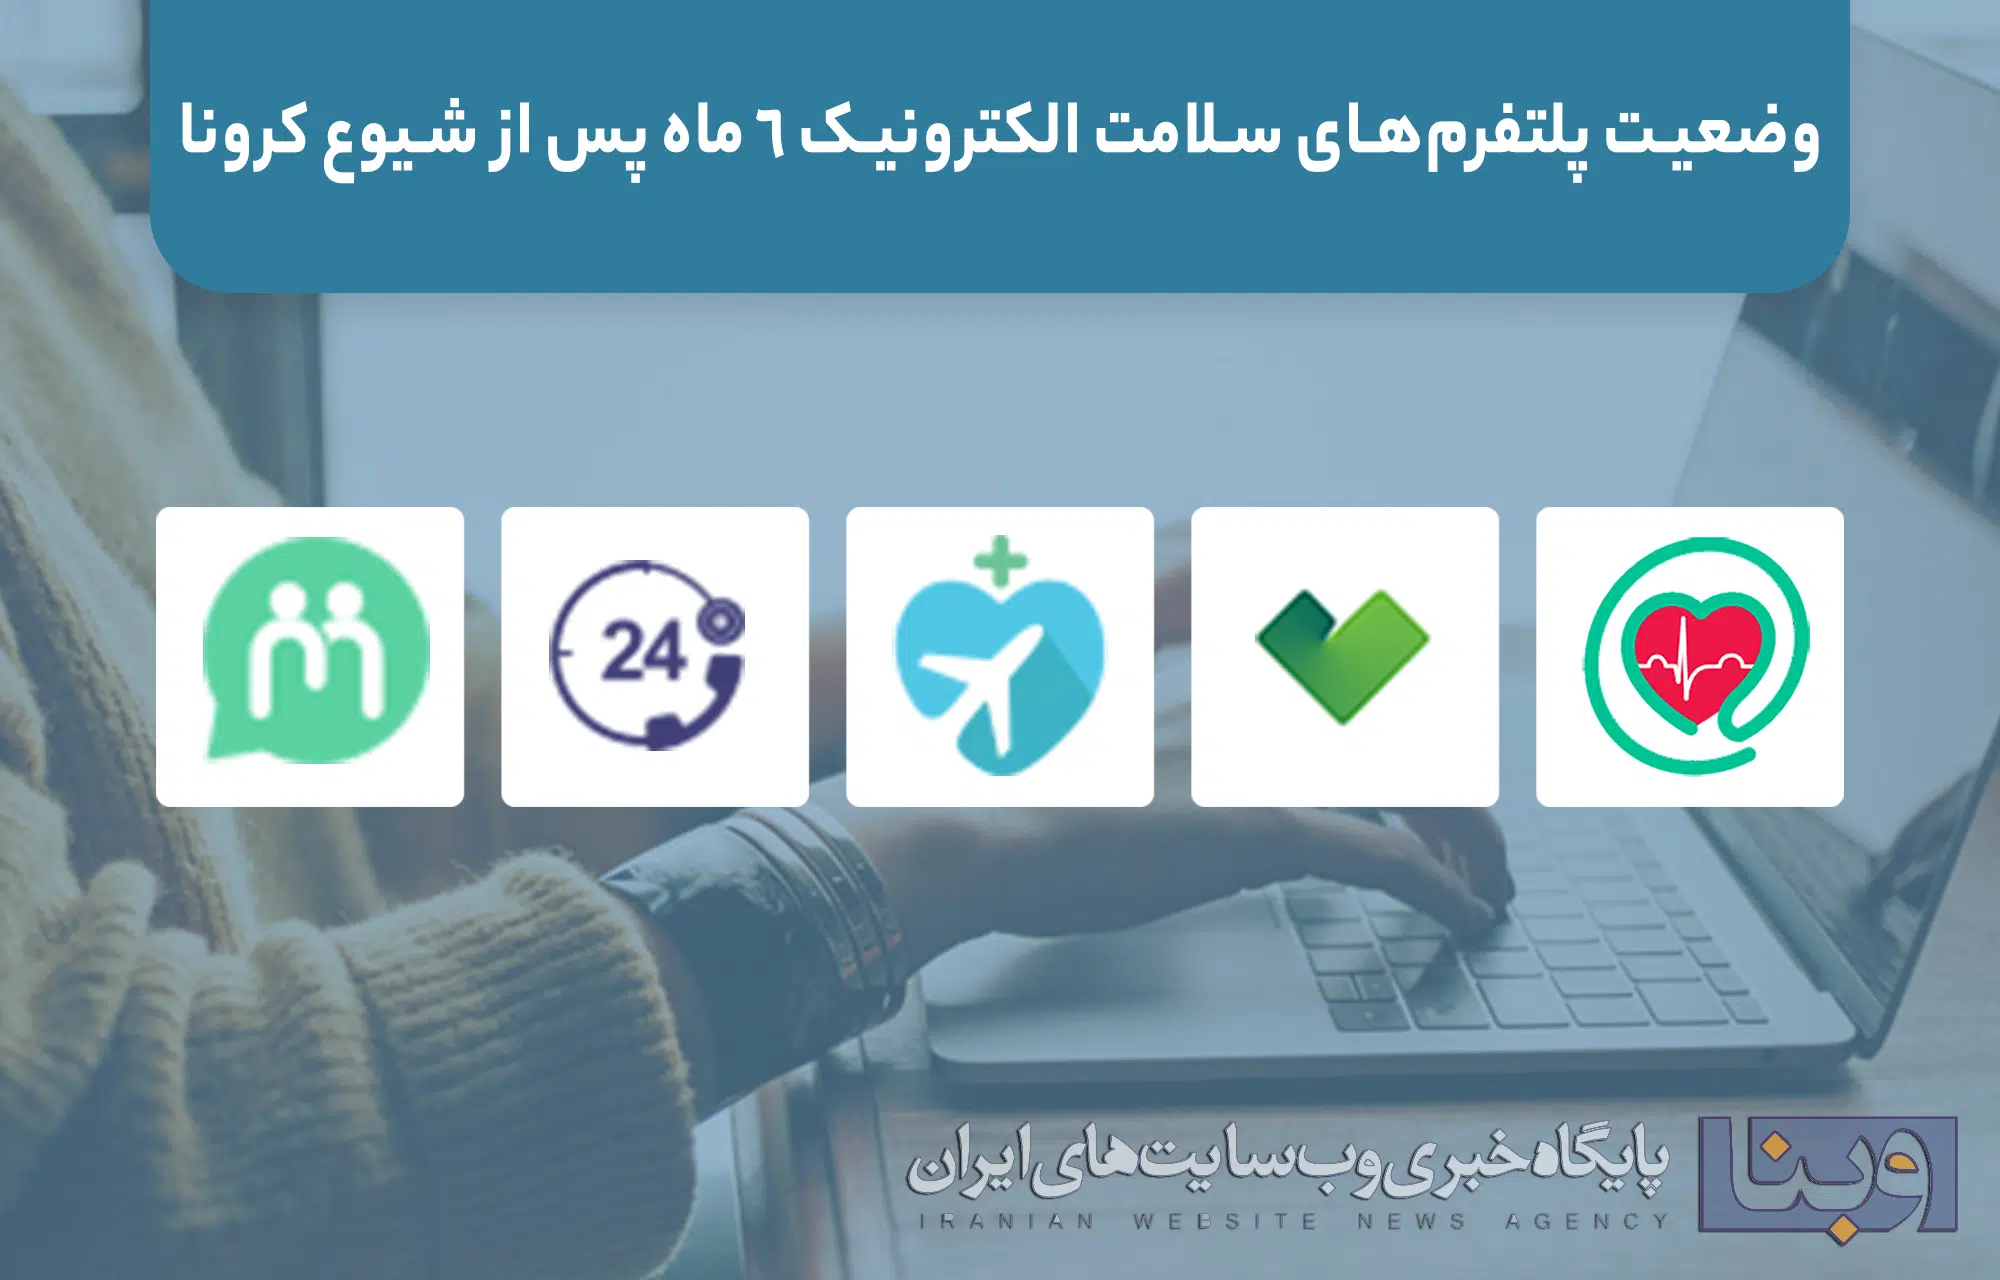 وضعیت پلتفرم‌های سلامت الکترونیک ٦ ماه پس از شیوع کرونا
24
پایگاه خبری وب‌سایت‌های ایران
IRANIAN WEBSITE NEWS AGENCY
وبنا